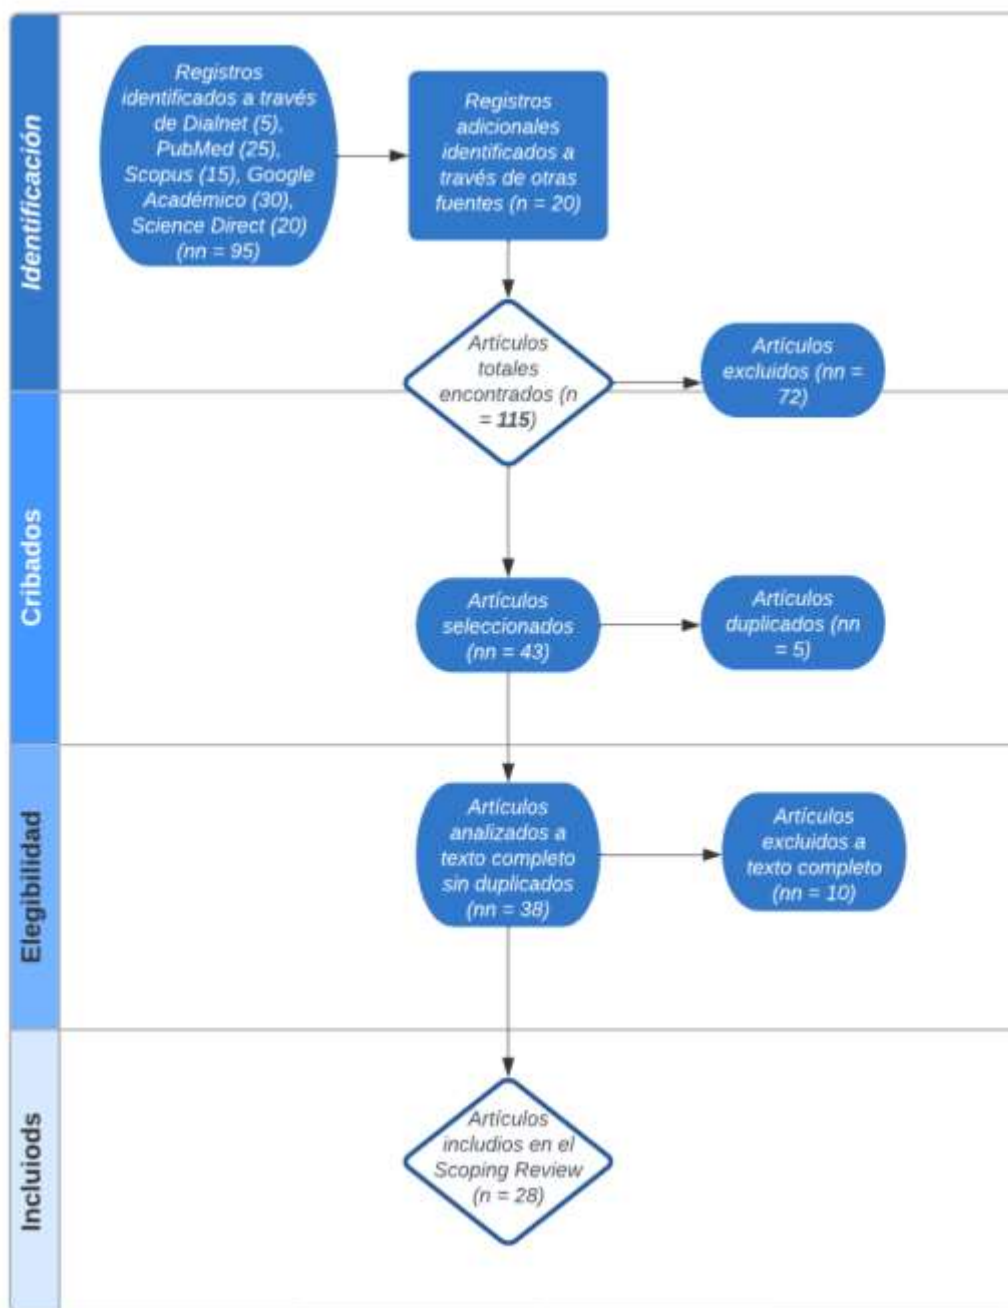 Identificación
Registros
identificados a través
de Dialnet (5),
PubMed (25),
Scopus (15), Google
Académico (30),
Science Direct (20)
(nn = 95)
Registros
adicionales
identificados a
través de otras
fuentes (n = 20)
Artículos
totales
encontrados (n
= 115)
Artículos
excluidos (nn =
72)
Cribados
Artículos
seleccionados
(nn = 43)
Artículos
duplicados (nn
= 5)
Elegibilidad
Artículos
analizados a
texto completo
sin duplicados
(nn = 38)
Artículos
excluidos a
texto completo
(nn = 10)
Incluiods
Artículos
includios en el
Scoping Review
(n = 28)